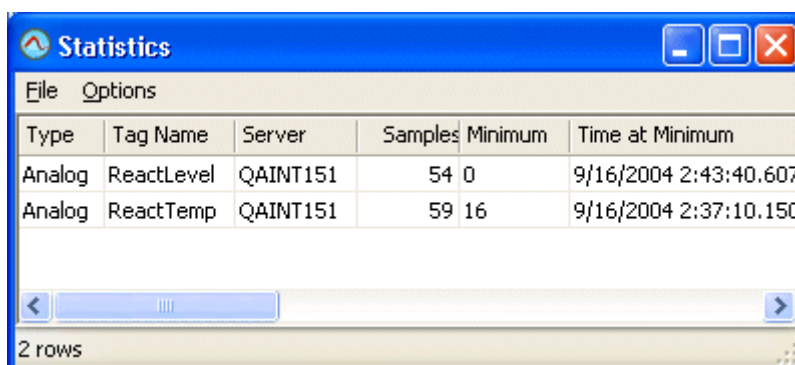 Statistics
File Options
Type Tag Name Server Samples Minimum Time at Minimum
Analog ReactLevel QAINT151 54 0 9/16/2004 2:43:40.607
Analog ReactTemp QAINT151 59 16 9/16/2004 2:37:10.150
2 rows